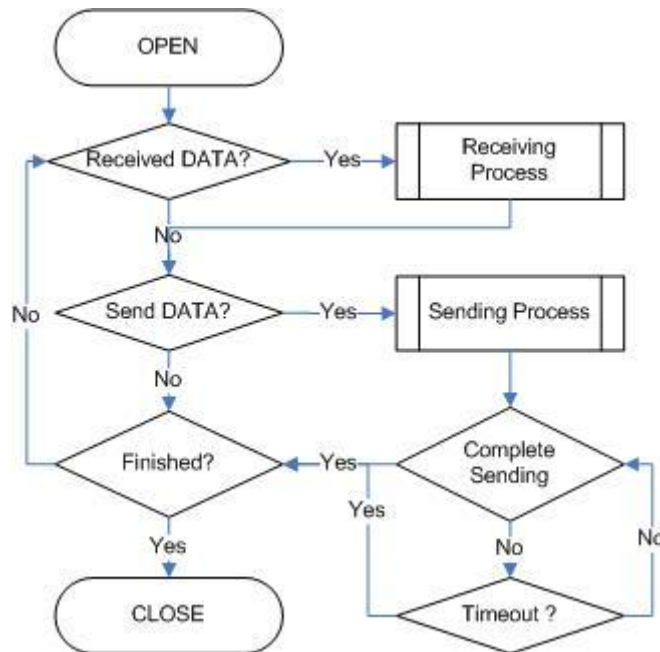 OPEN
Received DATA?
Yes
Receiving
Process
No
Send DATA?
Yes
Sending Process
No
No
Finished?
Yes
Complete
Sending
Yes
No
No
Yes
CLOSE
Timeout ?